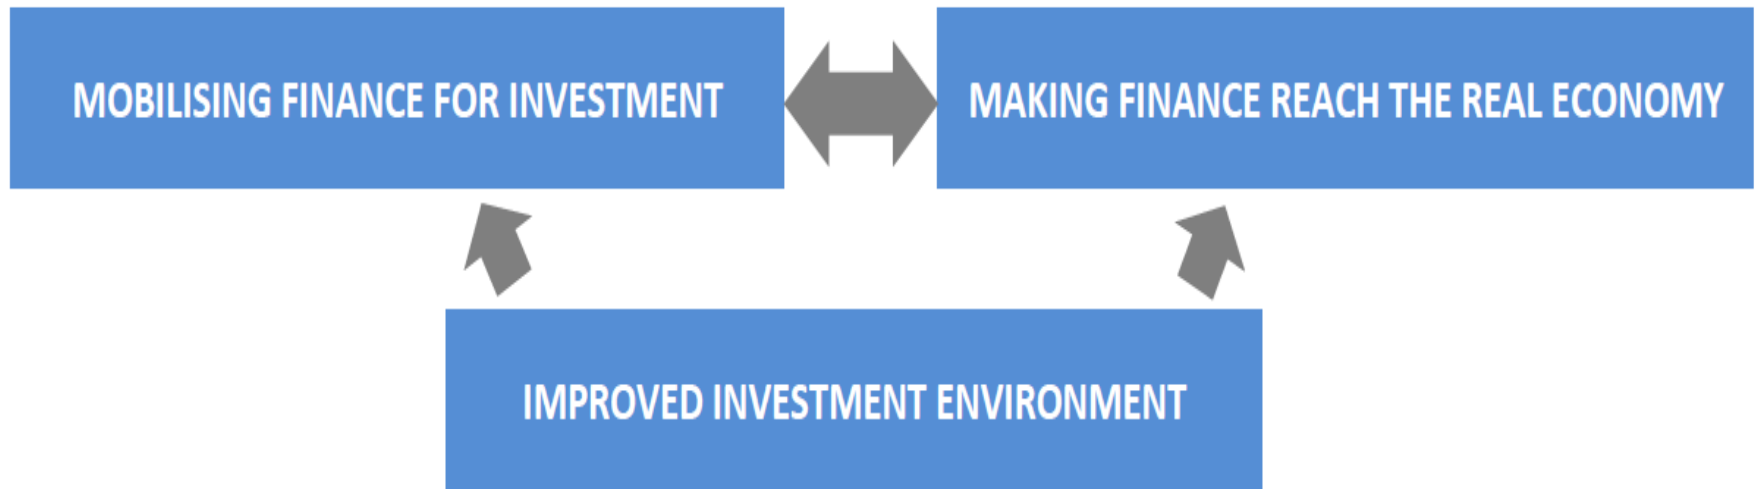 MOBILISING FINANCE FOR INVESTMENT
MAKING FINANCE REACH THE REAL ECONOMY
IMPROVED INVESTMENT ENVIRONMENT